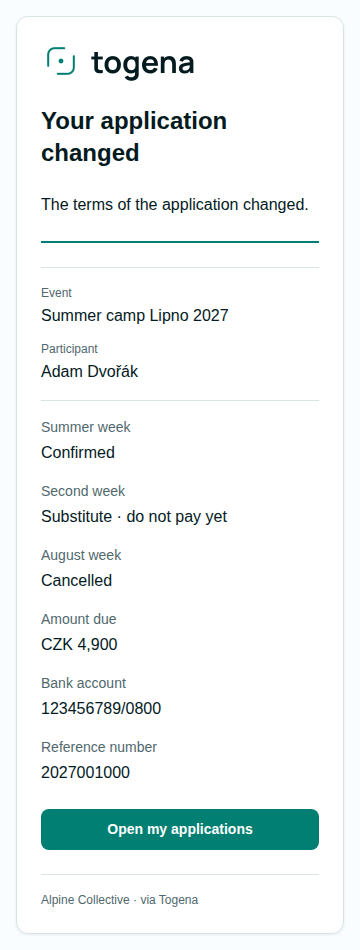 togena
Your application
changed
The terms of the application changed.
Event
Summer camp Lipno 2027
Participant
Adam Dvořák
Summer week
Confirmed
Second week
Substitute · do not pay yet
August week
Cancelled
Amount due
CZK 4,900
Bank account
123456789/0800
Reference number
2027001000
Open my applications
Alpine Collective · via Togena